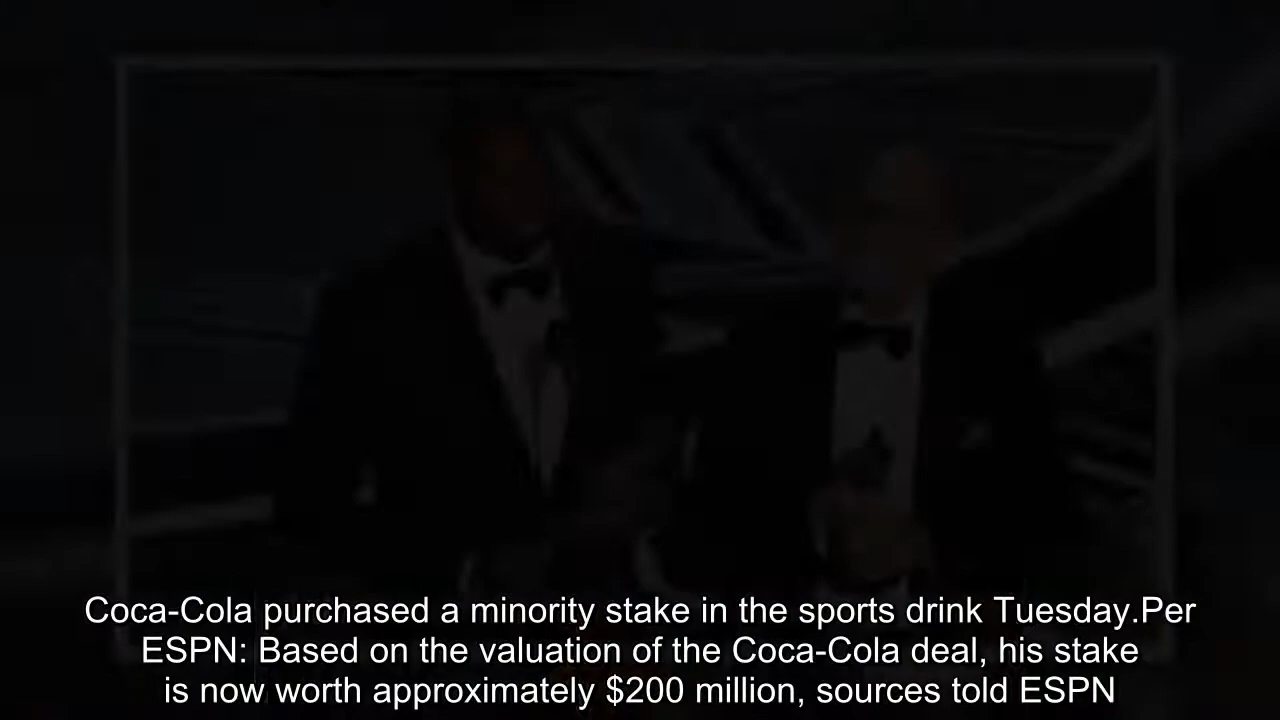 Coca-Cola purchased a minority stake in the sports drink Tuesday.Per
ESPN: Based on the valuation of the Coca-Cola deal, his stake
is now worth approximately $200 million, sources told ESPN